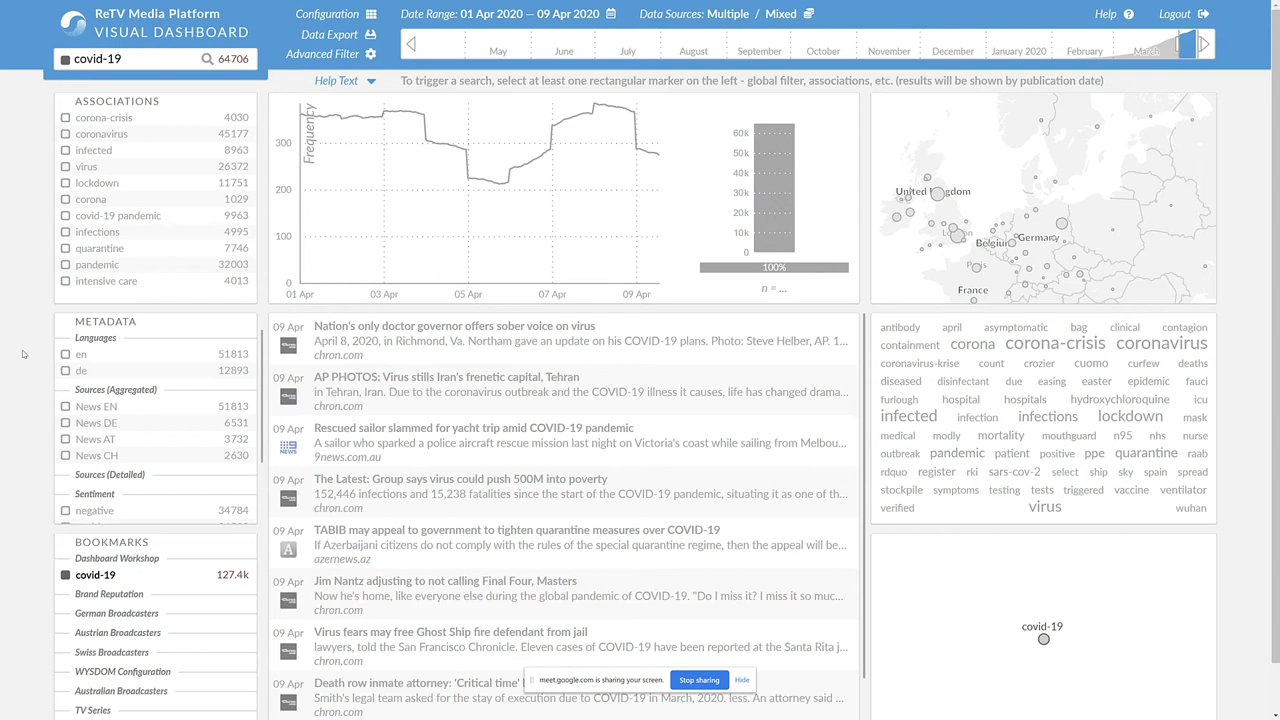 ReTV Media Platform
VISUAL DASHBOARD
covid-19 64706
Configuration
Data Export
Advanced Filter
Date Range: 01 Apr 2020 — 09 Apr 2020
Data Sources: Multiple / Mixed
Help
Logout
May June July August September October November December January 2020 February March
Help Text
To trigger a search, select at least one rectangular marker on the left - global filter, associations, etc. (results will be shown by publication date)
ASSOCIATIONS
corona-crisis 4030
coronavirus 45177
infected 8963
virus 26372
lockdown 11751
corona 1029
covid-19 pandemic 9963
infections 4995
quarantine 7746
pandemic 32003
intensive care 4013
METADATA
Languages
en 51813
de 12893
Sources (Aggregated)
News EN 51813
News DE 6531
News AT 3732
News CH 2630
Sources (Detailed)
Sentiment
negative 34784
BOOKMARKS
Dashboard Workshop
covid-19 127.4k
Brand Reputation
German Broadcasters
Austrian Broadcasters
Swiss Broadcasters
WYSDOM Configuration
Australian Broadcasters
TV Series
Frequency
300
200
100
0
01 Apr 03 Apr 05 Apr 07 Apr 09 Apr
60k
50k
40k
30k
20k
10k
0
100%
n = ...
09 Apr Nation's only doctor governor offers sober voice on virus
April 8, 2020, in Richmond, Va. Northam gave an update on his COVID-19 plans. Photo: Steve Helber, AP. 1...
chron.com
09 Apr AP PHOTOS: Virus stills Iran's frenetic capital, Tehran
in Tehran, Iran. Due to the coronavirus outbreak and the COVID-19 illness it causes, life has changed drama...
chron.com
09 Apr Rescued sailor slammed for yacht trip amid COVID-19 pandemic
A sailor who sparked a police aircraft rescue mission last night on Victoria's coast while sailing from Melbou...
9news.com.au
09 Apr The Latest: Group says virus could push 500M into poverty
152,446 infections and 15,238 fatalities since the start of the COVID-19 pandemic, situating it as one of th...
chron.com
09 Apr TABIB may appeal to government to tighten quarantine measures over COVID-19
If Azerbaijani citizens do not comply with the rules of the special quarantine regime, then the appeal will be...
azernews.az
09 Apr Jim Nantz adjusting to not calling Final Four, Masters
Now he's home, like everyone else during the global pandemic of COVID-19. "Do I miss it? I miss it so muc...
chron.com
09 Apr Virus fears may free Ghost Ship fire defendant from jail
lawyers, told the San Francisco Chronicle. Eleven cases of COVID-19 have been reported at the Santa Rita j...
chron.com
09 Apr Death row inmate attorney: 'Critical time'
Smith's legal team asked for the stay of execution due to COVID-19 in March, 2020. less. An attorney said ...
chron.com
meet.google.com is sharing your screen. Stop sharing Hide
United Kingdom
London
Belgium Germany
Paris
France
antibody april asymptomatic bag clinical contagion
containment corona corona-crisis coronavirus
coronavirus-krise count crozier cuomo curfew deaths
diseased disinfectant due easing easter epidemic fauci
furlough hospital hospitals hydroxychloroquine icu
infected infection infections lockdown mask
medical modly mortality mouthguard n95 nhs nurse
outbreak pandemic patient positive ppe quarantine raab
rdquo register rki sars-cov-2 select ship sky spain spread
stockpile symptoms testing tests triggered vaccine ventilator
verified virus wuhan
covid-19